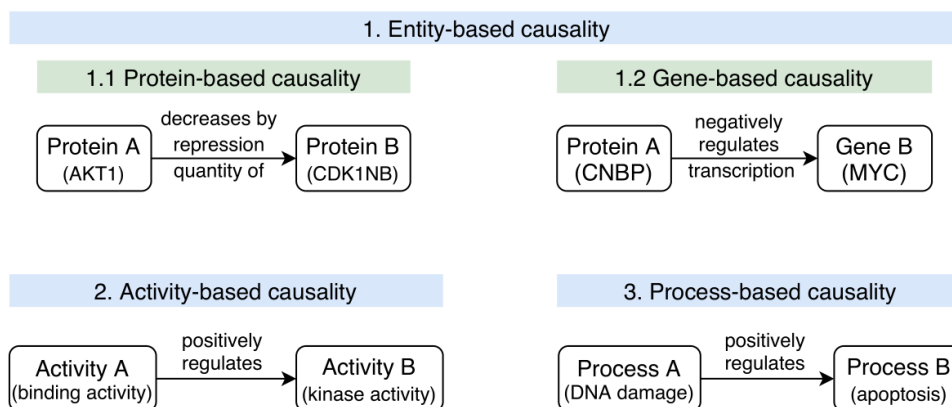 1. Entity-based causality
1.1 Protein-based causality
1.2 Gene-based causality
Protein A
(AKT1)
decreases by
repression
quantity of
Protein B
(CDK1NB)
Protein A
(CNBP)
negatively
regulates
transcription
Gene B
(MYC)
2. Activity-based causality
3. Process-based causality
Activity A
(binding activity)
positively
regulates
Activity B
(kinase activity)
Process A
(DNA damage)
positively
regulates
Process B
(apoptosis)